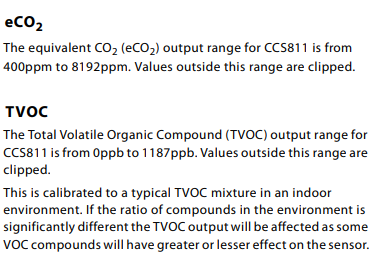 eCO₂
The equivalent CO₂ (eCO₂) output range for CCS811 is from
400ppm to 8192ppm. Values outside this range are clipped.
TVOC
The Total Volatile Organic Compound (TVOC) output range for
CCS811 is from 0ppb to 1187ppb. Values outside this range are
clipped.
This is calibrated to a typical TVOC mixture in an indoor
environment. If the ratio of compounds in the environment is
significantly different the TVOC output will be affected as some
VOC compounds will have greater or lesser effect on the sensor.